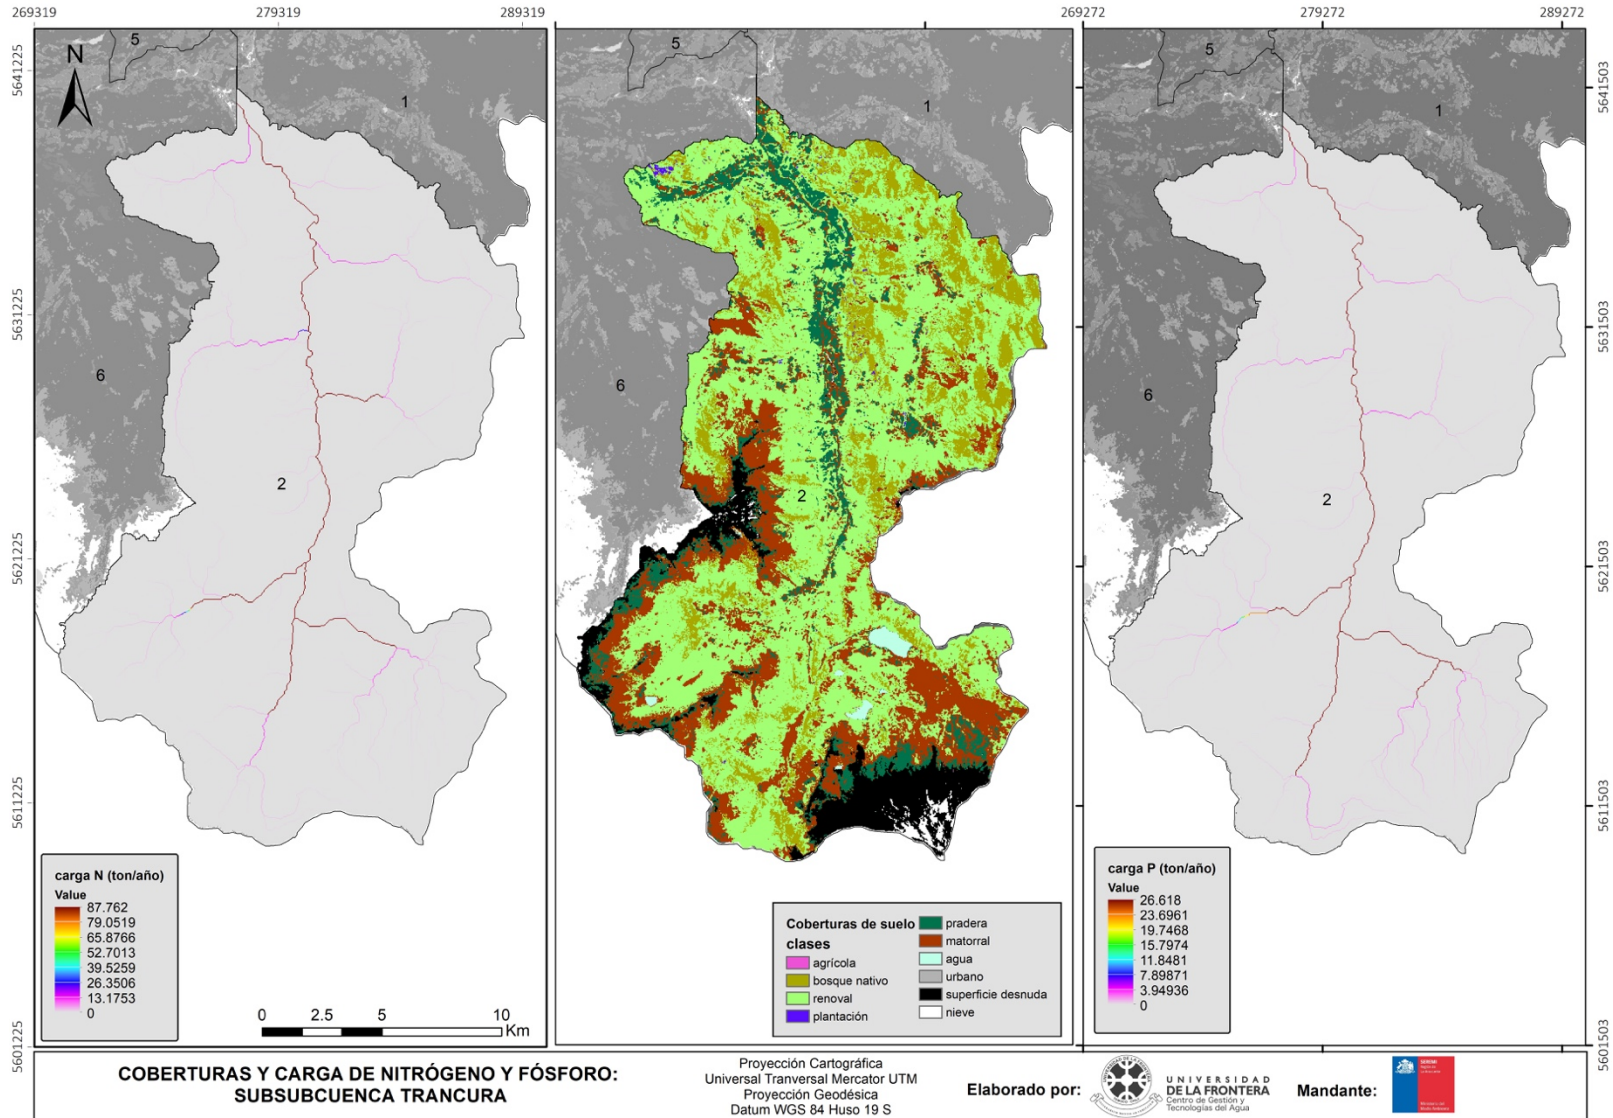 269319
279319
289319
269272
279272
289272
5641225
5631225
5621225
5611225
5601225
5641503
5631503
5621503
5611503
5601503
N
5
1
6
2
5
1
6
2
5
1
6
2
carga N (ton/año)
Value
87.762
79.0519
65.8766
52.7013
39.5259
26.3506
13.1753
0
0 2.5 5 10
Km
Coberturas de suelo
clases
agrícola
bosque nativo
renoval
plantación
pradera
matorral
agua
urbano
superficie desnuda
nieve
carga P (ton/año)
Value
26.618
23.6961
19.7468
15.7974
11.8481
7.89871
3.94936
0
COBERTURAS Y CARGA DE NITRÓGENO Y FÓSFORO:
SUBSUBCUENCA TRANCURA
Proyección Cartográfica
Universal Tranversal Mercator UTM
Proyección Geodésica
Datum WGS 84 Huso 19 S
Elaborado por:
UNIVERSIDAD
DE LA FRONTERA
Centro de Gestión y
Tecnologías del Agua
Mandante:
SEREMI